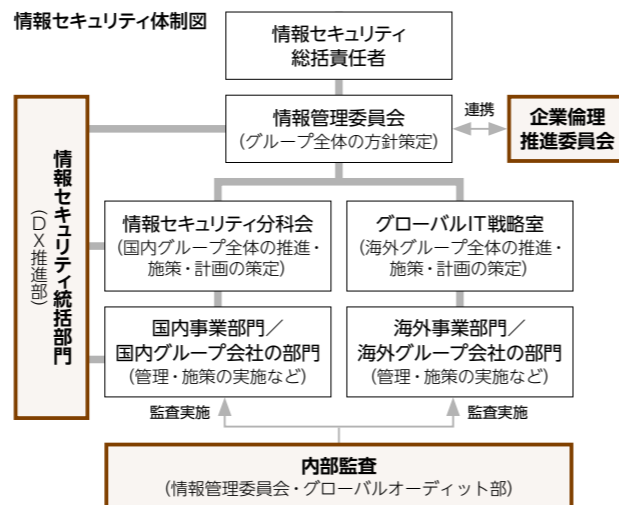 情報セキュリティ体制図
情報セキュリティ
総括責任者
情報管理委員会
(グループ全体の方針策定)
連携
企業倫理
推進委員会
情報セキュリティ統括部門
(DX推進部)
情報セキュリティ分科会
(国内グループ全体の推進・
施策・計画の策定)
グローバルIT戦略室
(海外グループ全体の推進・
施策・計画の策定)
国内事業部門／
国内グループ会社の部門
(管理・施策の実施など)
海外事業部門／
海外グループ会社の部門
(管理・施策の実施など)
監査実施
監査実施
内部監査
(情報管理委員会・グローバルオーディット部)